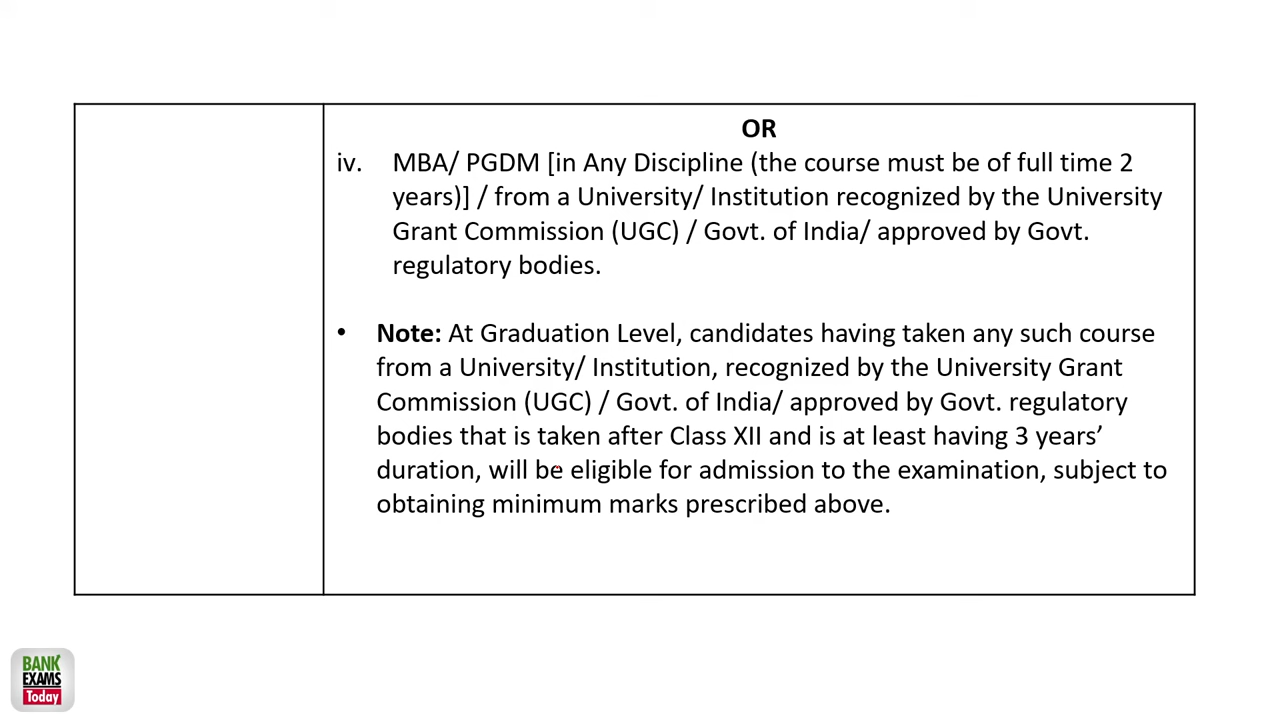 OR
iv. MBA/ PGDM [in Any Discipline (the course must be of full time 2
years)] / from a University/ Institution recognized by the University
Grant Commission (UGC) / Govt. of India/ approved by Govt.
regulatory bodies.
• Note: At Graduation Level, candidates having taken any such course
from a University/ Institution, recognized by the University Grant
Commission (UGC) / Govt. of India/ approved by Govt. regulatory
bodies that is taken after Class XII and is at least having 3 years’
duration, will be eligible for admission to the examination, subject to
obtaining minimum marks prescribed above.
BANK
EXAMS
Today